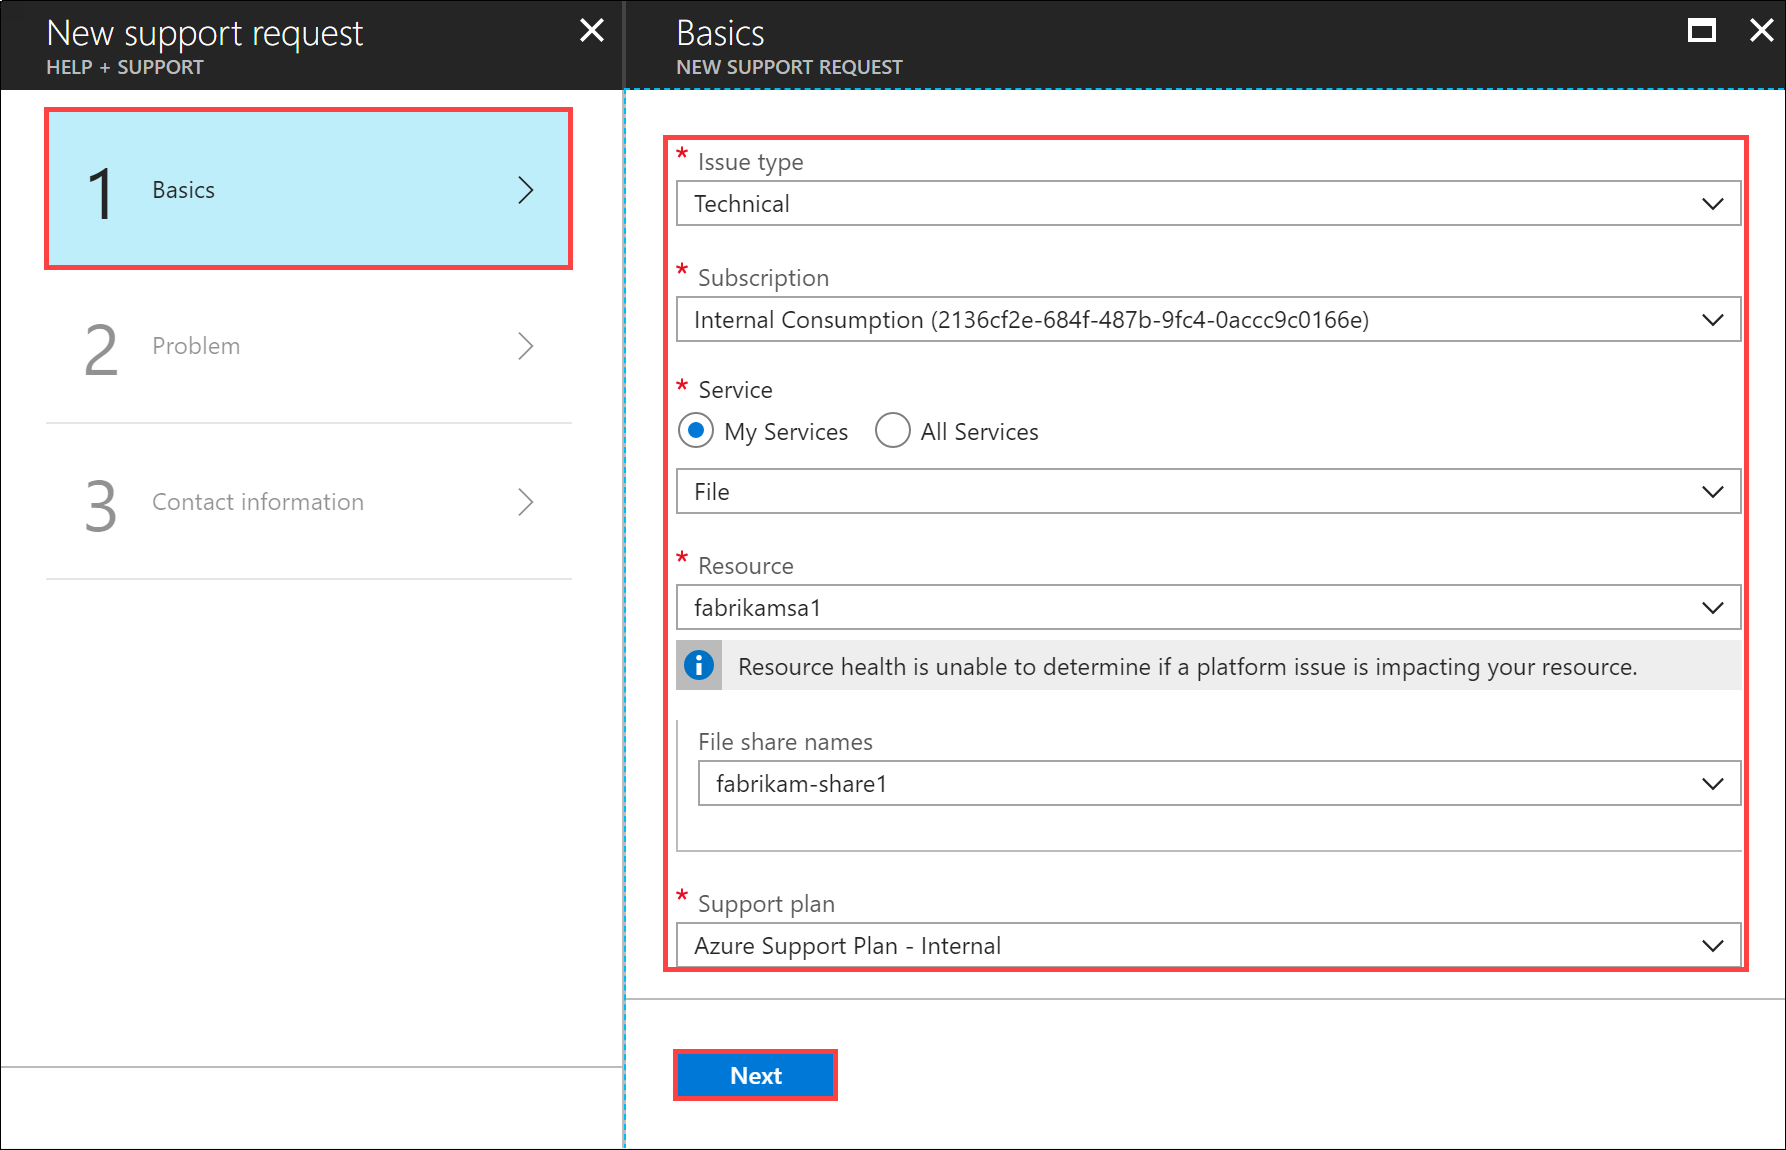 New support request
HELP + SUPPORT
1 Basics
2 Problem
3 Contact information
Basics
NEW SUPPORT REQUEST
* Issue type
Technical
* Subscription
Internal Consumption (2136cf2e-684f-487b-9fc4-0accc9c0166e)
* Service
My Services All Services
File
* Resource
fabrikamsa1
Resource health is unable to determine if a platform issue is impacting your resource.
File share names
fabrikam-share1
* Support plan
Azure Support Plan - Internal
Next